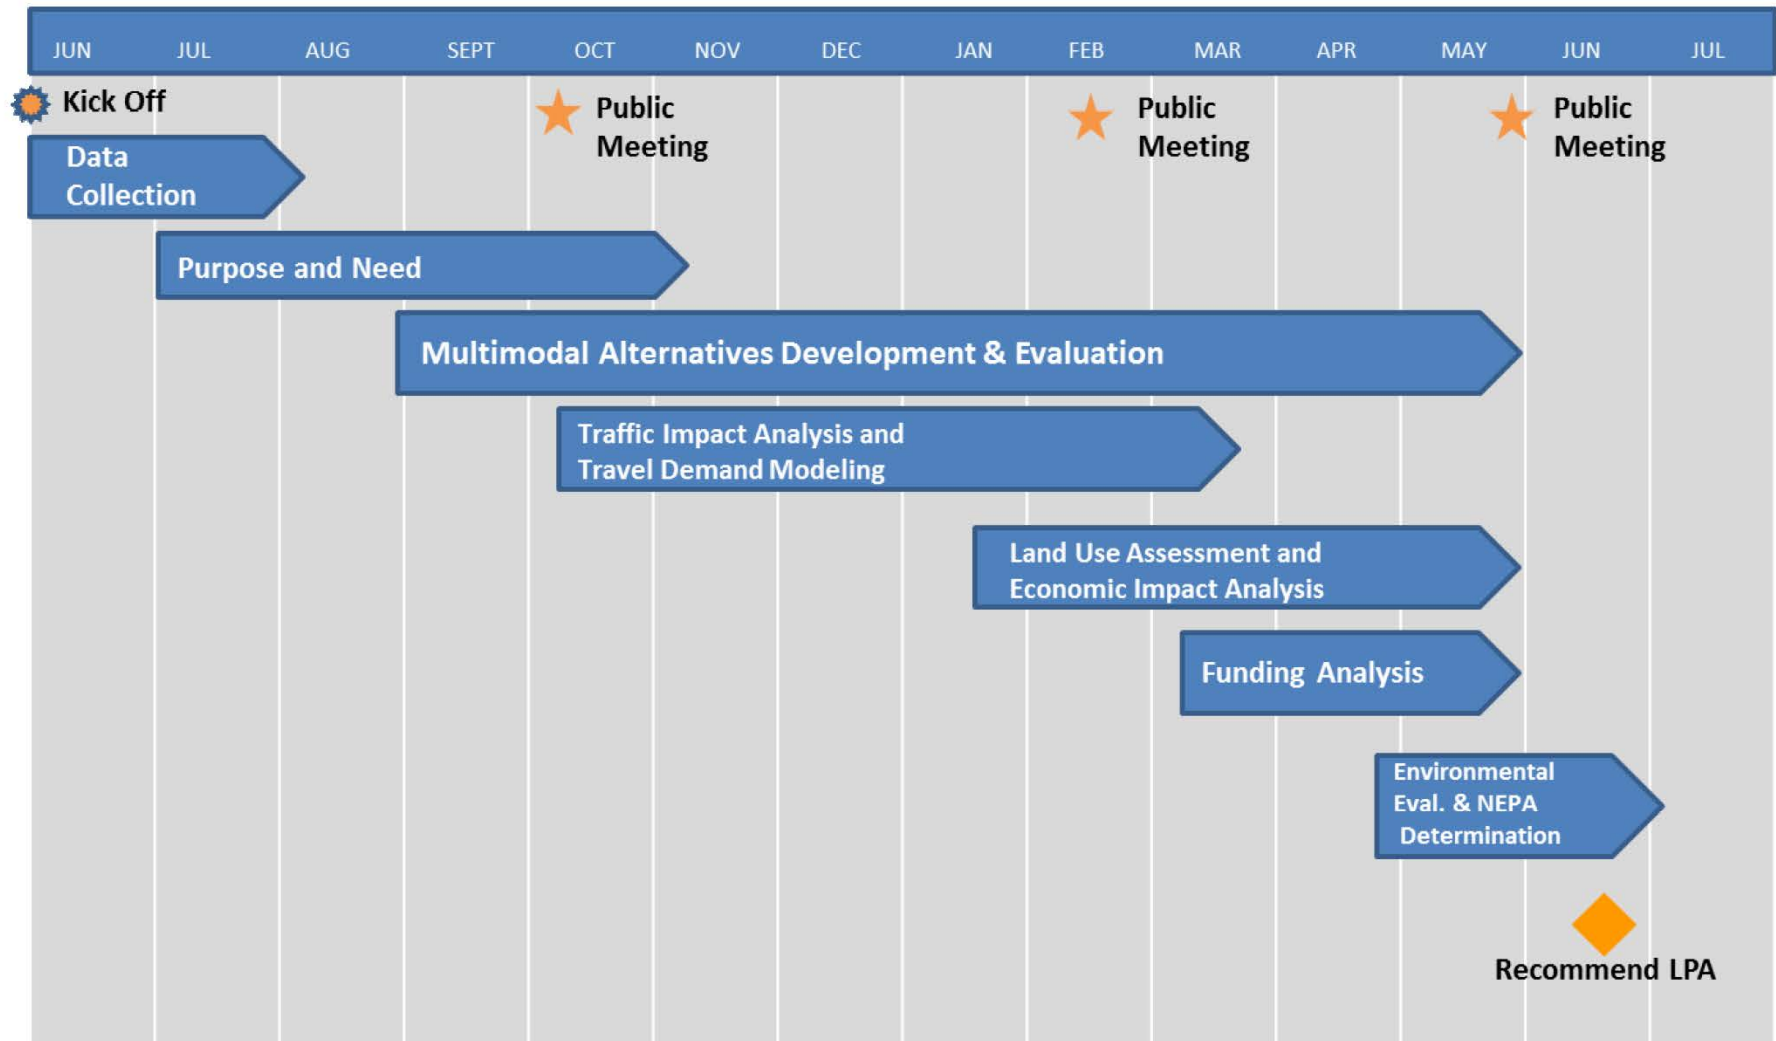 JUN JUL AUG SEPT OCT NOV DEC JAN FEB MAR APR MAY JUN JUL
Kick Off
Public
Meeting
Public
Meeting
Public
Meeting
Data
Collection
Purpose and Need
Multimodal Alternatives Development & Evaluation
Traffic Impact Analysis and
Travel Demand Modeling
Land Use Assessment and
Economic Impact Analysis
Funding Analysis
Environmental
Eval. & NEPA
Determination
Recommend LPA